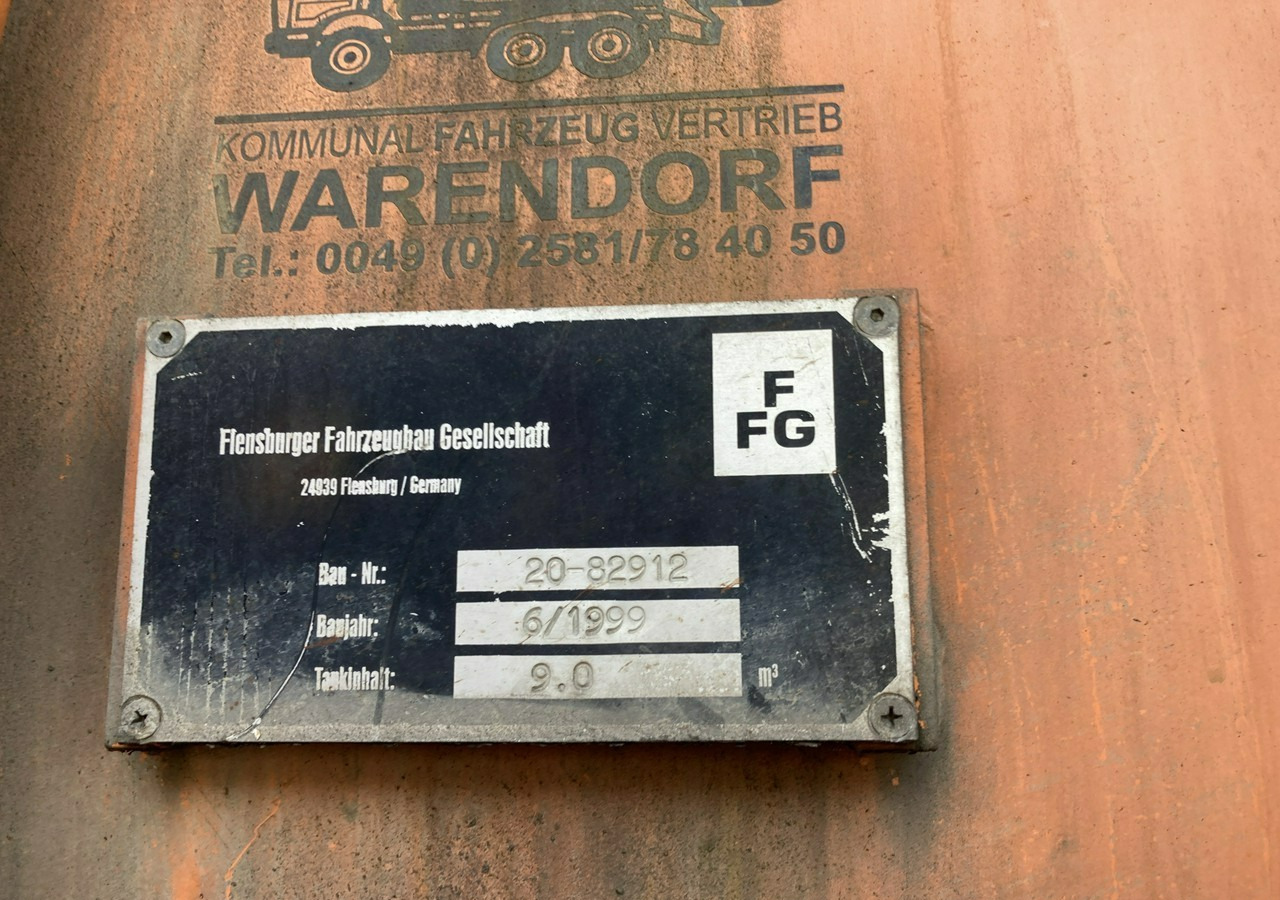 KOMMUNAL FAHRZEUG VERTRIEB
WARENDORF
Tel.: 0049 (0) 2581/78 40 50
F
FG
Flensburger Fahrzeugbau Gesellschaft
24939 Flensburg / Germany
Bau - Nr.: 20-82912
Baujahr: 6/1999
Tankinhalt: 9.0 m³